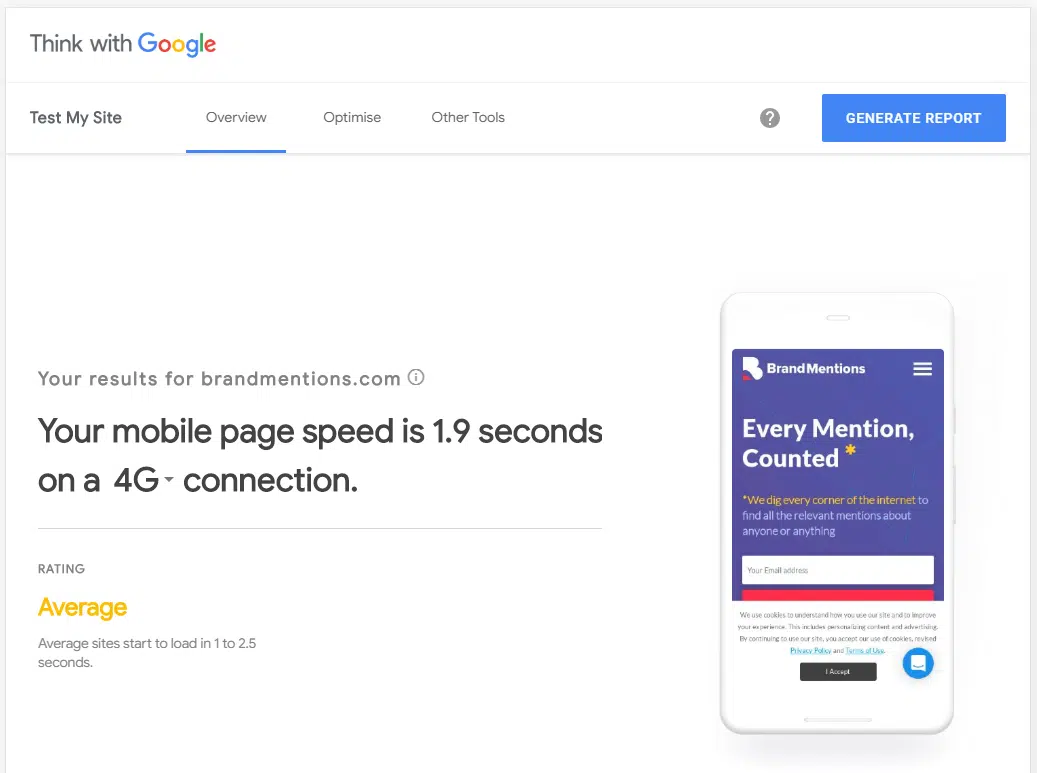 Think with Google
Test My Site
Overview
Optimise
Other Tools
?
GENERATE REPORT
Your results for brandmentions.com
Your mobile page speed is 1.9 seconds
on a 4G connection.
RATING
Average
Average sites start to load in 1 to 2.5
seconds.
BrandMentions
Every Mention,
Counted *
*We dig every corner of the internet to
find all the relevant mentions about
anyone or anything
Your Email address
We use cookies to understand how you use our site and to improve
your experience. This includes personalizing content and advertising.
By continuing to use our site, you accept our use of cookies, revised
Privacy Policy and Terms of Use.
I Accept